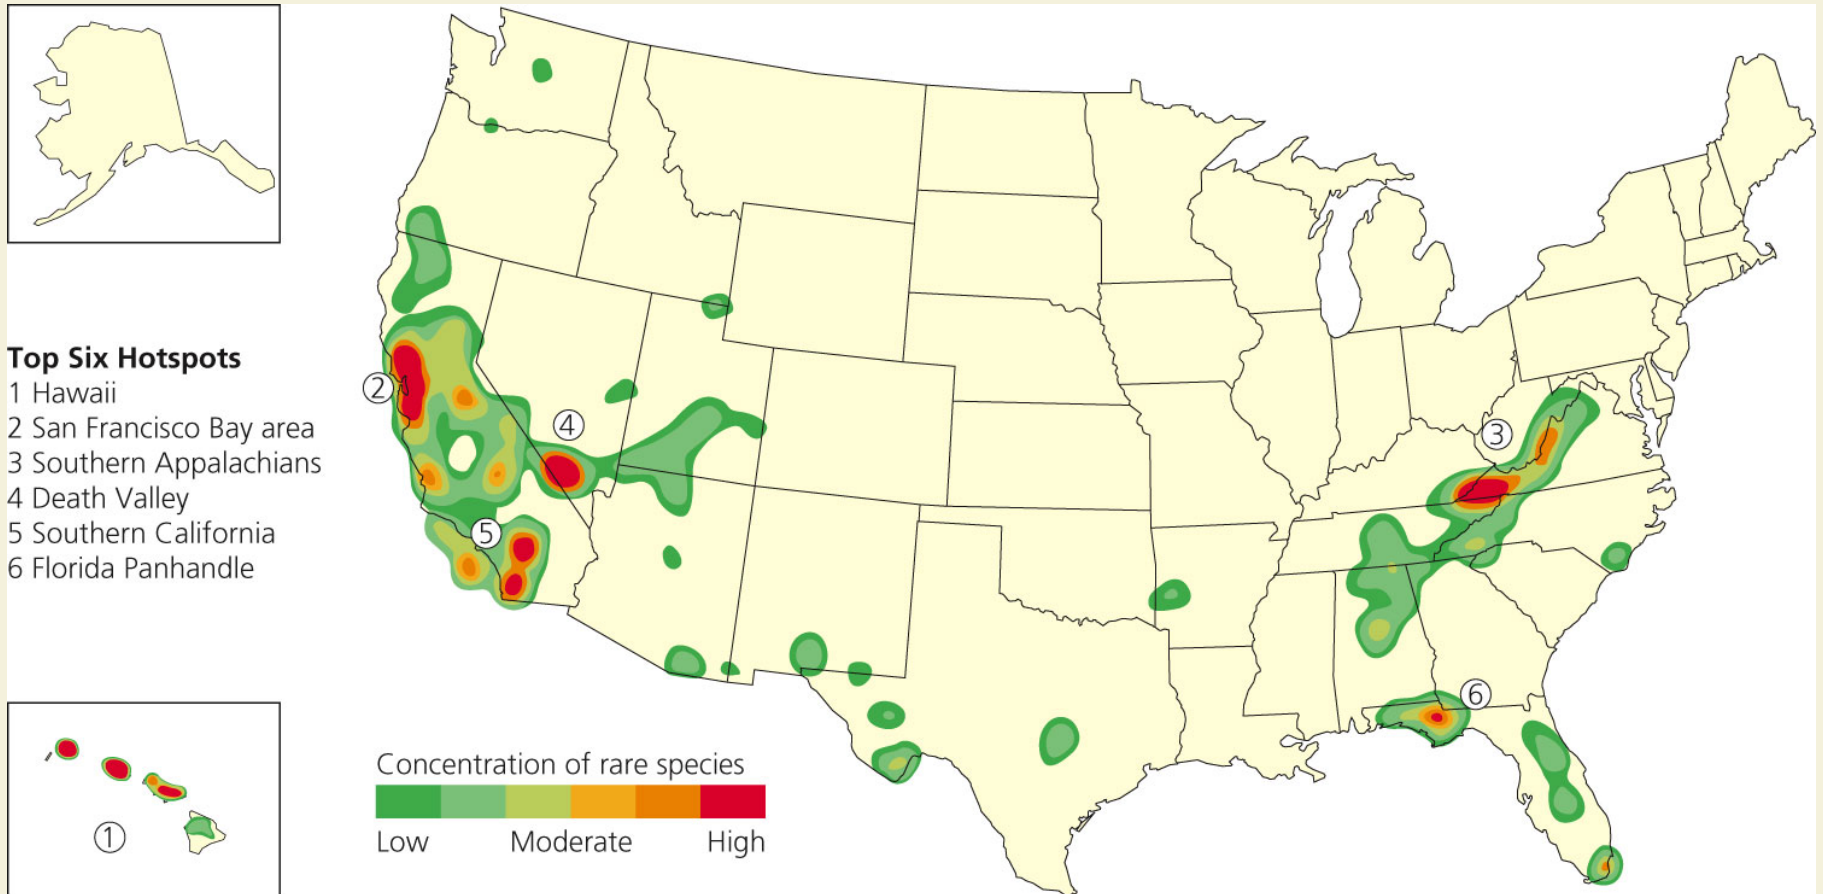 Top Six Hotspots
1 Hawaii
2 San Francisco Bay area
3 Southern Appalachians
4 Death Valley
5 Southern California
6 Florida Panhandle
2
4
3
5
6
1
Concentration of rare species
Low Moderate High